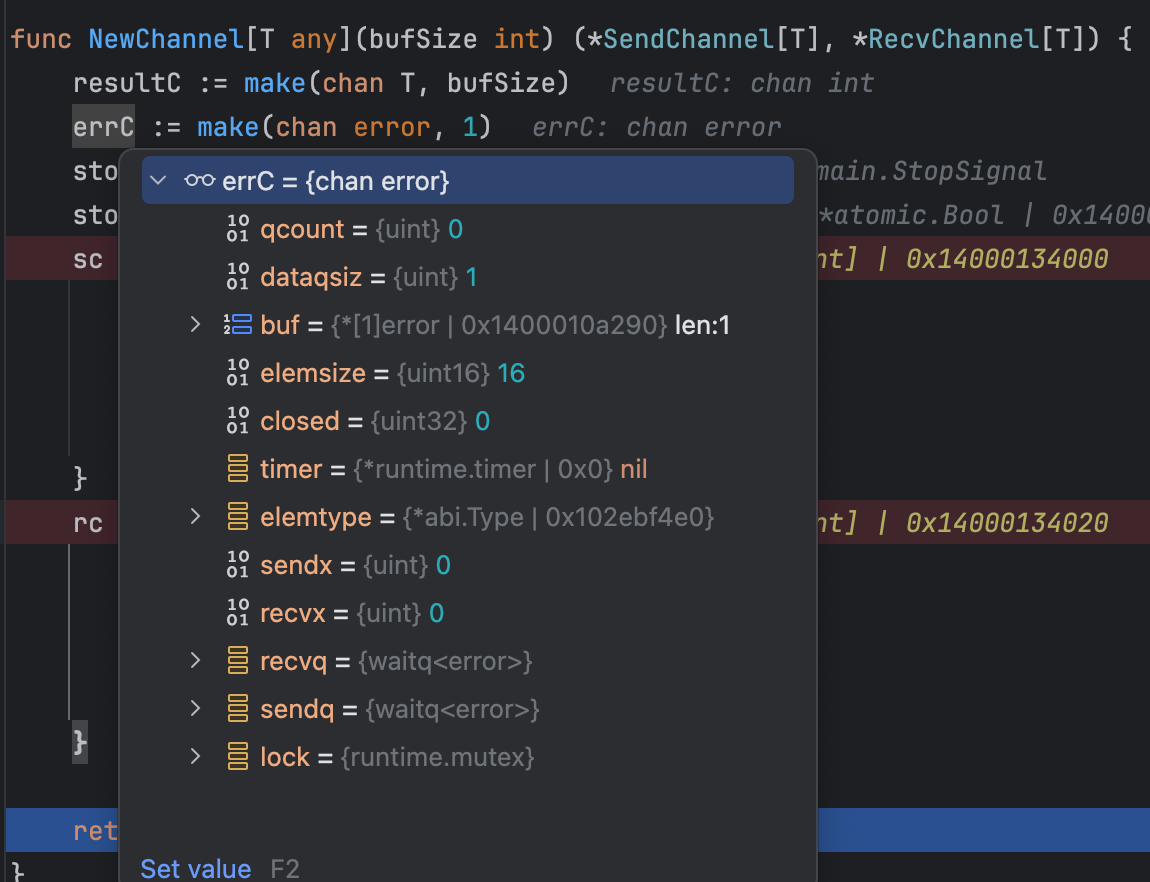 func NewChannel[T any](bufSize int) (*SendChannel[T], *RecvChannel[T]) {
resultC := make(chan T, bufSize) resultC: chan int
errC := make(chan error, 1) errC: chan error
sto main.StopSignal
sto *atomic.Bool | 0x1400
sc nt] | 0x14000134000
}
rc nt] | 0x14000134020
}
ret
}
errC = {chan error}
qcount = {uint} 0
dataqsiz = {uint} 1
buf = {*[1]error | 0x1400010a290} len:1
elemsize = {uint16} 16
closed = {uint32} 0
timer = {*runtime.timer | 0x0} nil
elemtype = {*abi.Type | 0x102ebf4e0}
sendx = {uint} 0
recvx = {uint} 0
recvq = {waitq<error>}
sendq = {waitq<error>}
lock = {runtime.mutex}
Set value F2